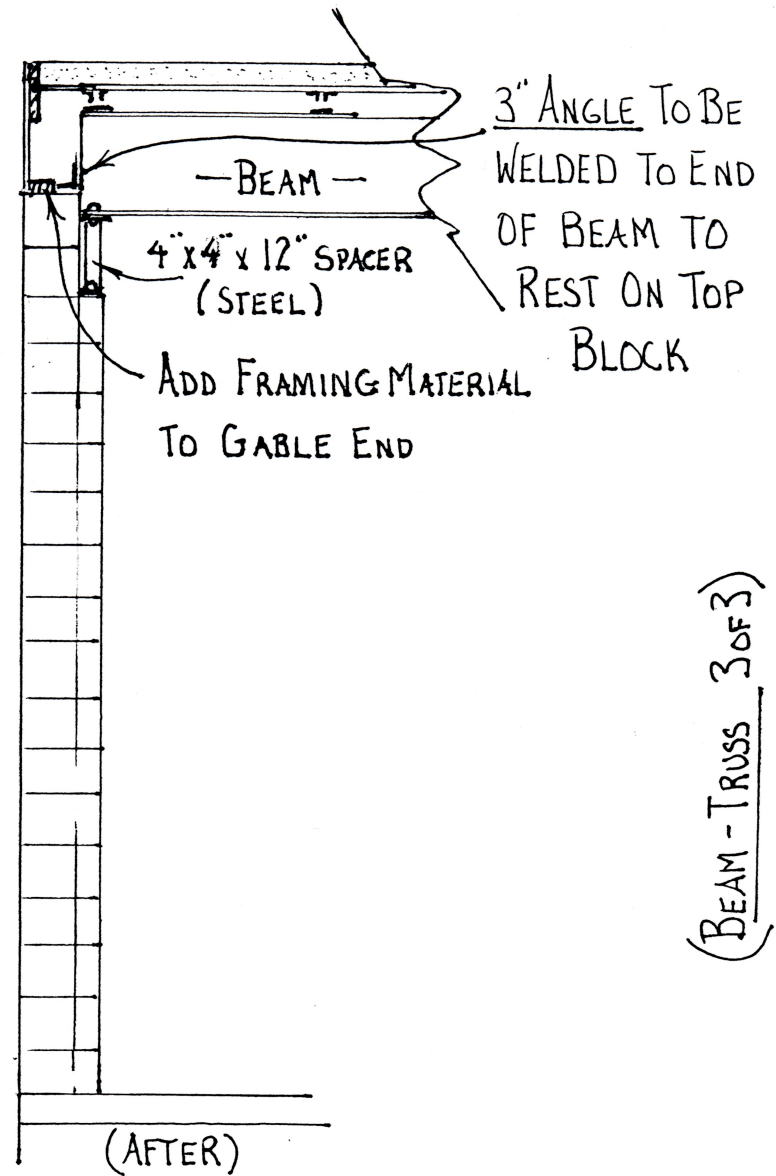 3" ANGLE TO BE
WELDED TO END
OF BEAM TO
REST ON TOP
BLOCK
—BEAM—
4"x4"x12" SPACER
(STEEL)
ADD FRAMING MATERIAL
TO GABLE END
(BEAM-TRUSS 3 OF 3)
(AFTER)